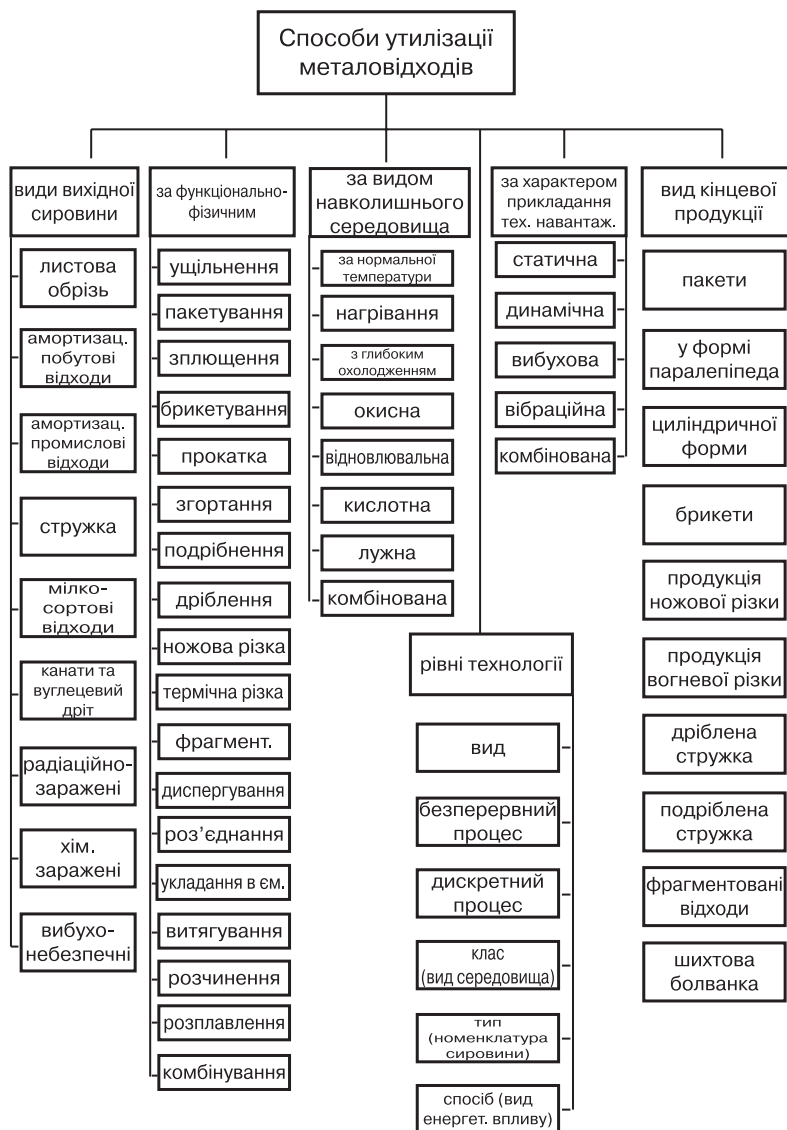 Способи утилізації
металовідходів
види вихідної
сировини
листова
обрізь
амортизац.
побутові
відходи
амортизац.
промислові
відходи
стружка
мілко-
сортові
відходи
канати та
вуглецевий
дріт
радіаційно-
заражені
хім.
заражені
вибухо-
небезпечні
за функціонально-
фізичним
ущільнення
пакетування
зплющення
брикетування
прокатка
згортання
подрібнення
дріблення
ножова різка
термічна різка
фрагмент.
диспергування
роз’єднання
укладання в єм.
витягування
розчинення
розплавлення
комбінування
за видом
навколишнього
середовища
за нормальної
температури
нагрівання
з глибоким
охолодженням
окисна
відновлювальна
кислотна
лужна
комбінована
рівні технології
вид
безперервний
процес
дискретний
процес
клас
(вид середовища)
тип
(номенклатура
сировини)
спосіб (вид
енергет. впливу)
за характером
прикладання
тех. навантаж.
статична
динамічна
вибухова
вібраційна
комбінована
вид кінцевої
продукції
пакети
у формі
паралепіпеда
циліндричної
форми
брикети
продукція
ножової різки
продукція
вогневої різки
дріблена
стружка
подріблена
стружка
фрагментовані
відходи
шихтова
болванка